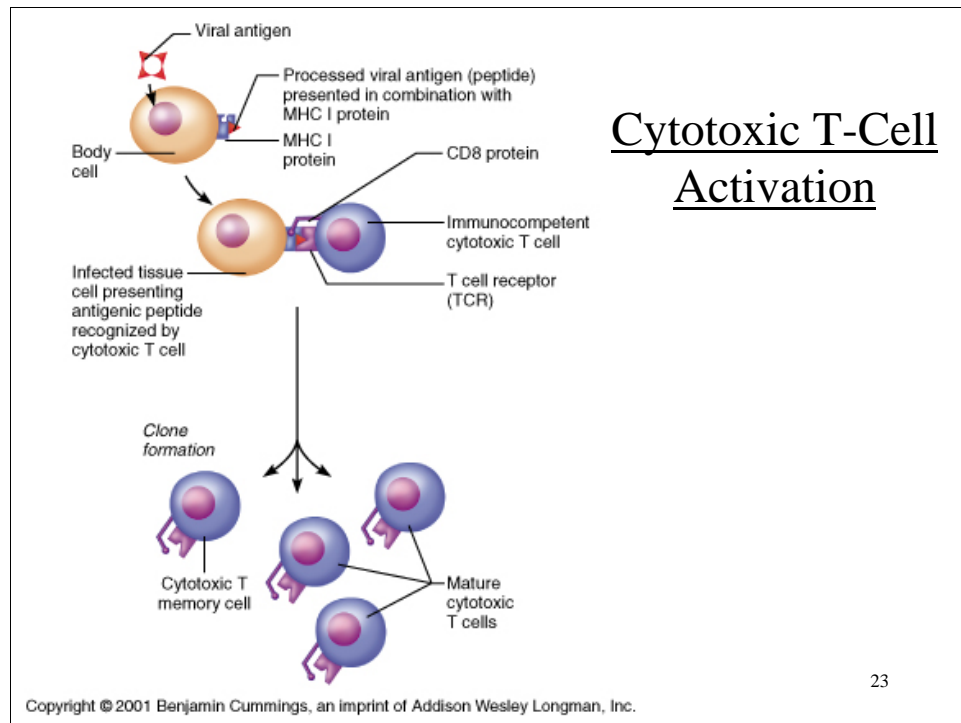 Viral antigen
Processed viral antigen (peptide)
presented in combination with
MHC I protein
MHC I
protein
Body
cell
Cytotoxic T-Cell
Activation
CD8 protein
Immunocompetent
cytotoxic T cell
T cell receptor
(TCR)
Infected tissue
cell presenting
antigenic peptide
recognized by
cytotoxic T cell
Clone
formation
Cytotoxic T
memory cell
Mature
cytotoxic
T cells
23
Copyright © 2001 Benjamin Cummings, an imprint of Addison Wesley Longman, Inc.